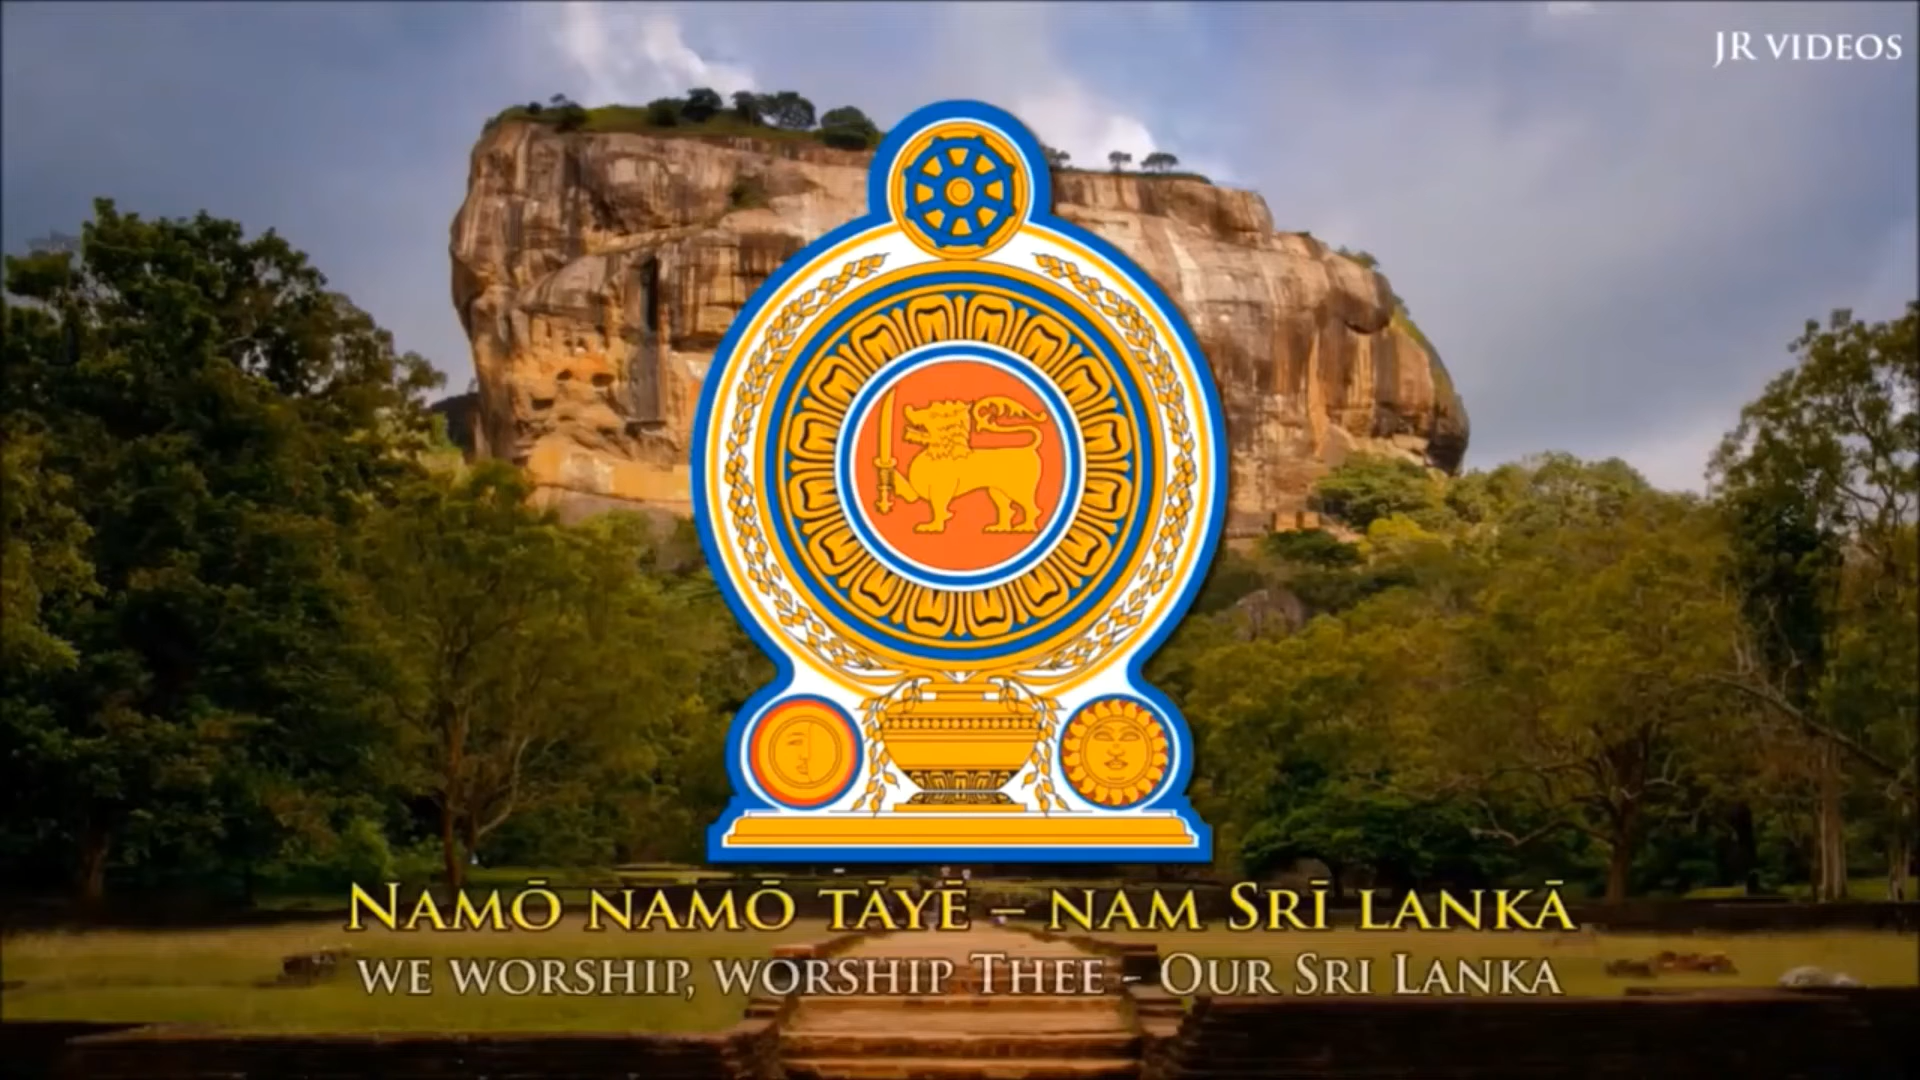 JR VIDEOS
NAMŌ NAMŌ TĀYĒ – NAM SRĪ LANKĀ
WE WORSHIP, WORSHIP THEE - OUR SRI LANKA